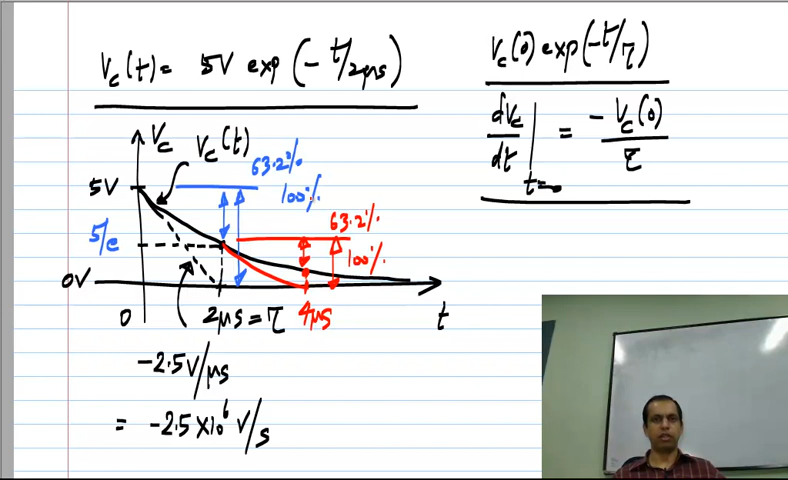 Vc(t) = 5V exp(-t/2μs)
Vc(0) exp(-t/τ)
dVc/dt | t=0 = -Vc(0)/τ
Vc
Vc(t)
63.2%
100%
5V
63.2%
5/e
100%
0V
0
2μs = τ
4μs
t
-2.5V/μs
= -2.5×10⁶ V/s